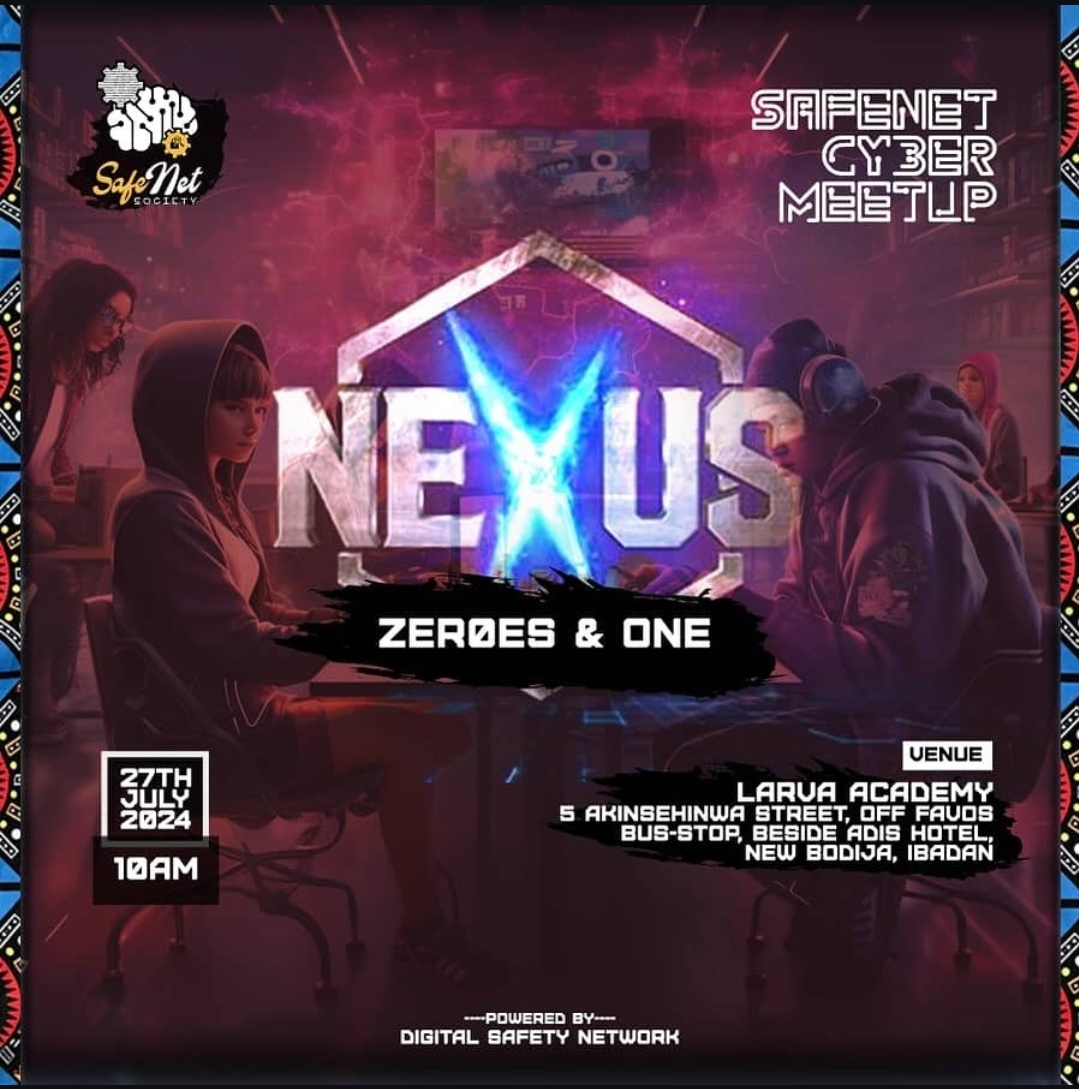 SafeNet
SOCIETY
SAFENET
CY3ER
MEETUP
NEXUS
ZERØES & ONE
27TH
JULY
2024
10AM
VENUE
LARVA ACADEMY
5 AKINSEHINWA STREET, OFF FAVOS
BUS-STOP, BESIDE ADIS HOTEL,
NEW BODIJA, IBADAN
----POWERED BY----
DIGITAL SAFETY NETWORK